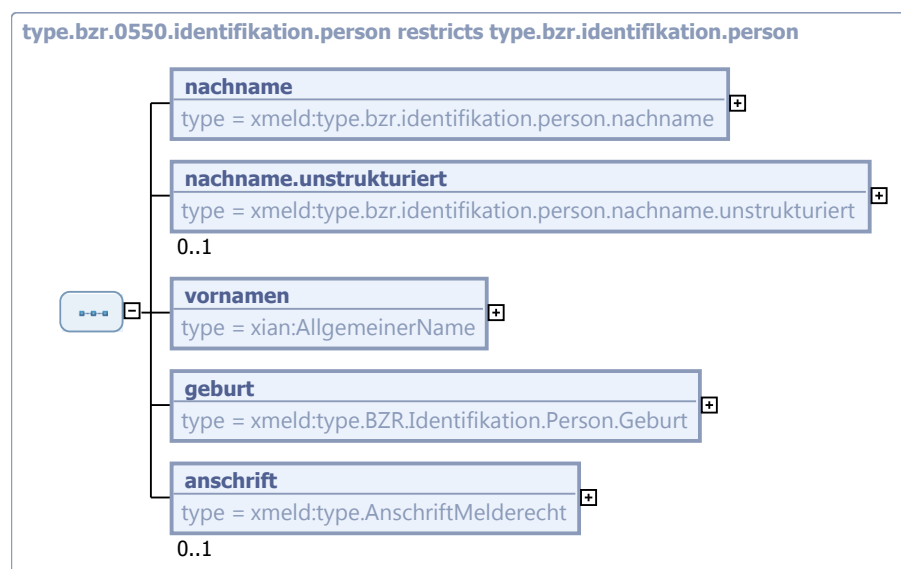 type.bzr.0550.identifikation.person restricts type.bzr.identifikation.person
nachname
type = xmeld:type.bzr.identifikation.person.nachname
nachname.unstrukturiert
type = xmeld:type.bzr.identifikation.person.nachname.unstrukturiert
0..1
vornamen
type = xian:AllgemeinerName
geburt
type = xmeld:type.BZR.Identifikation.Person.Geburt
anschrift
type = xmeld:type.AnschriftMelderecht
0..1